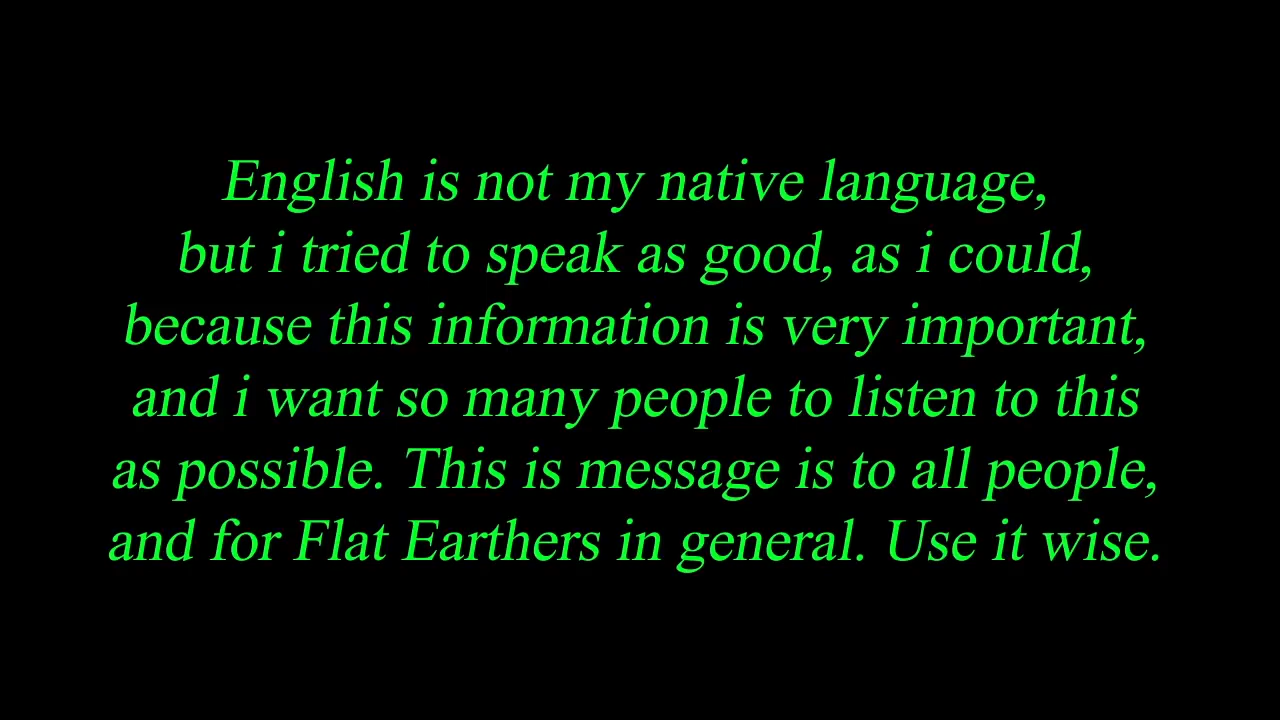 English is not my native language,
but i tried to speak as good, as i could,
because this information is very important,
and i want so many people to listen to this
as possible. This is message is to all people,
and for Flat Earthers in general. Use it wise.